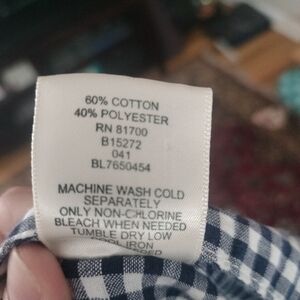 60% COTTON
40% POLYESTER
RN 81700
B15272
041
BL7650454
MACHINE WASH COLD
SEPARATELY
ONLY NON-CHLORINE
BLEACH WHEN NEEDED
TUMBLE DRY LOW
IRON